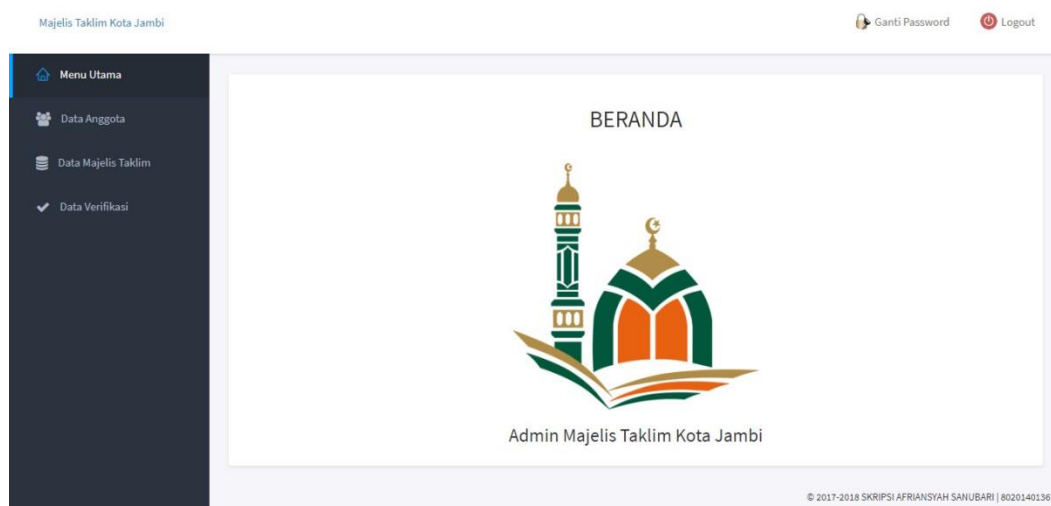 Majelis Taklim Kota Jambi
Ganti Password
Logout
Menu Utama
Data Anggota
Data Majelis Taklim
Data Verifikasi
BERANDA
Admin Majelis Taklim Kota Jambi
© 2017-2018 SKRIPSI AFRIANSYAH SANUBARI | 8020140136